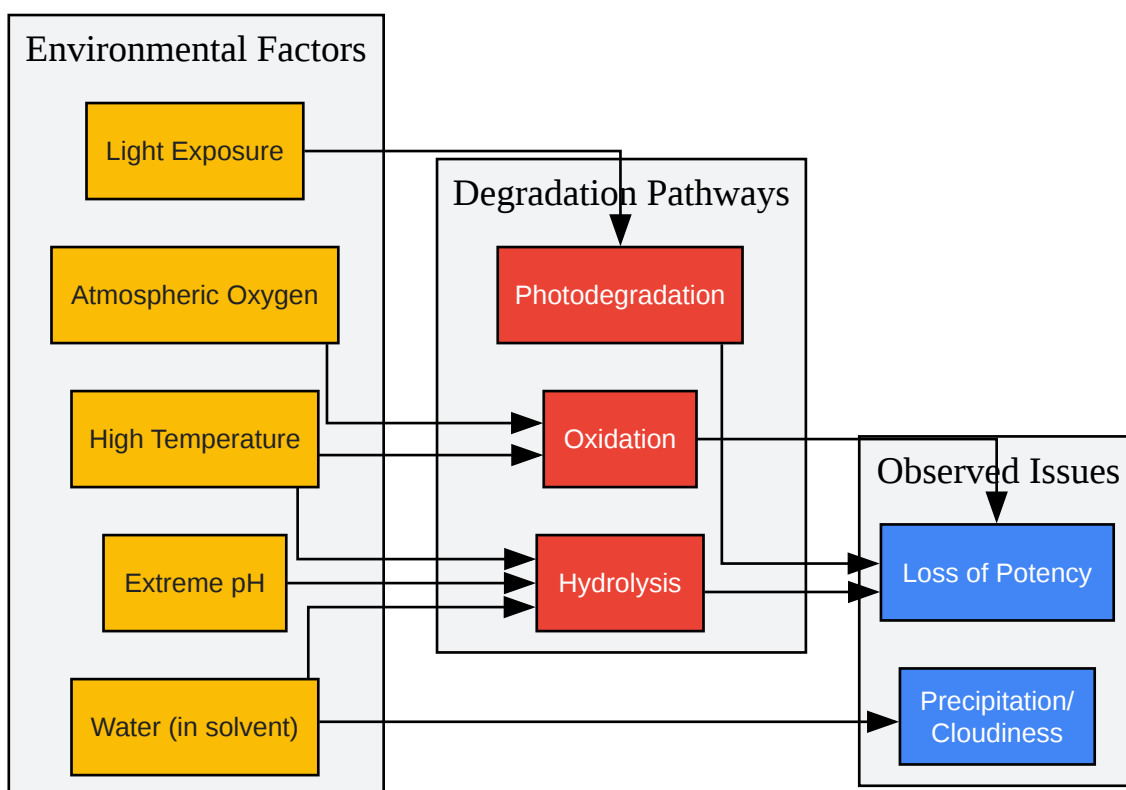 Environmental Factors
Light Exposure
Atmospheric Oxygen
High Temperature
Extreme pH
Water (in solvent)
Degradation Pathways
Photodegradation
Oxidation
Hydrolysis
Observed Issues
Loss of Potency
Precipitation/
Cloudiness